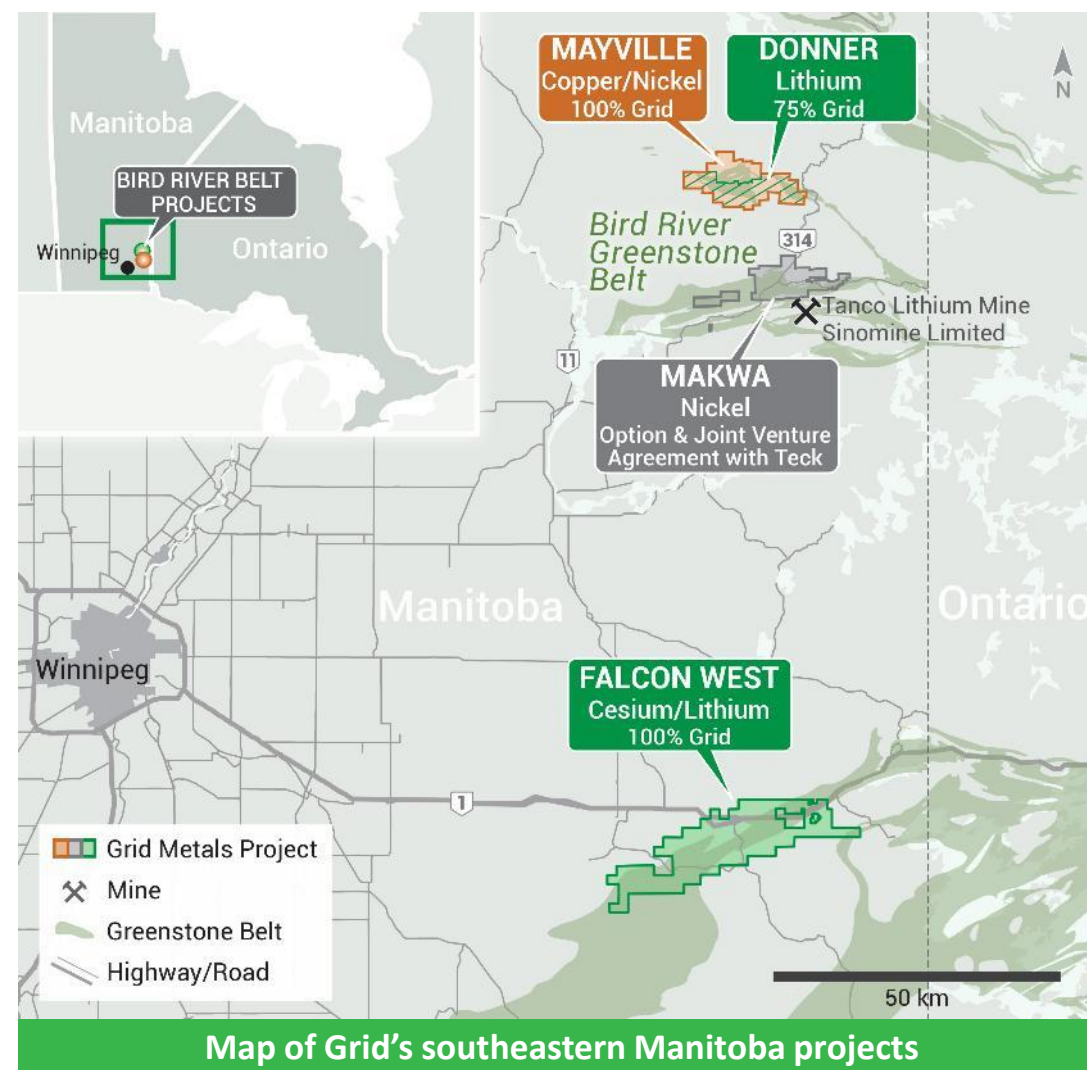 Manitoba
BIRD RIVER BELT
PROJECTS
Winnipeg
Ontario
MAYVILLE
Copper/Nickel
100% Grid
DONNER
Lithium
75% Grid
N
Bird River
Greenstone
Belt
314
Tanco Lithium Mine
Sinomine Limited
11
MAKWA
Nickel
Option & Joint Venture
Agreement with Teck
Manitoba
Ontario
Winnipeg
FALCON WEST
Cesium/Lithium
100% Grid
1
Grid Metals Project
Mine
Greenstone Belt
Highway/Road
50 km
Map of Grid's southeastern Manitoba projects